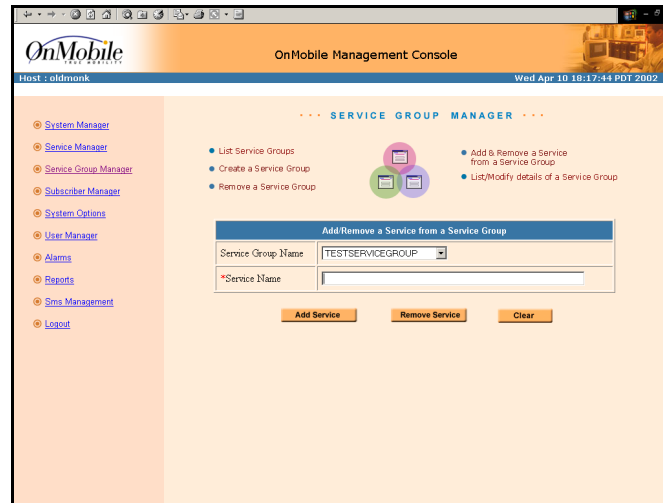 OnMobile
TRUE MOBILITY
OnMobile Management Console
Host : oldmonk
Wed Apr 10 18:17:44 PDT 2002
System Manager
Service Manager
Service Group Manager
Subscriber Manager
System Options
User Manager
Alarms
Reports
Sms Management
Logout
SERVICE GROUP MANAGER
List Service Groups
Create a Service Group
Remove a Service Group
Add & Remove a Service
from a Service Group
List/Modify details of a Service Group
Add/Remove a Service from a Service Group
Service Group Name
TESTSERVICEGROUP
*Service Name
Add Service
Remove Service
Clear